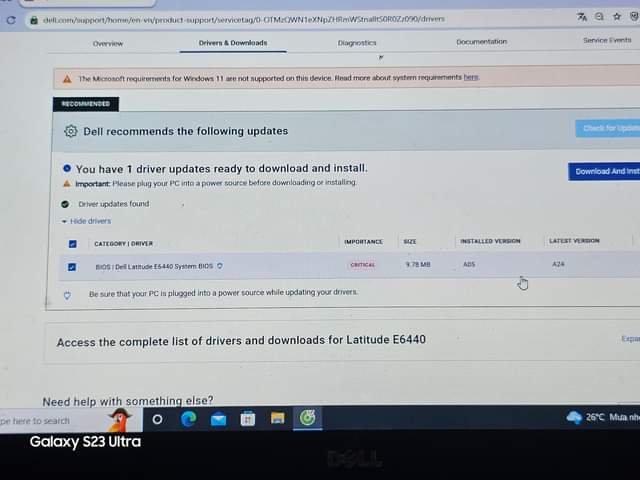 dell.com/support/home/en-vn/product-support/servicetag/0-OTMzQWN1eXNpZHRmWStnalltS0R0Zz090/drivers
Overview Drivers & Downloads Diagnostics Documentation Service Events
The Microsoft requirements for Windows 11 are not supported on this device. Read more about system requirements here.
RECOMMENDED
Dell recommends the following updates
Check for Update
You have 1 driver updates ready to download and install.
Download And Inst
Important: Please plug your PC into a power source before downloading or installing.
Driver updates found
Hide drivers
CATEGORY | DRIVER IMPORTANCE SIZE INSTALLED VERSION LATEST VERSION
BIOS | Dell Latitude E6440 System BIOS CRITICAL 9.78 MB A05 A24
Be sure that your PC is plugged into a power source while updating your drivers.
Access the complete list of drivers and downloads for Latitude E6440
Expan
Need help with something else?
pe here to search
26°C Mưa nh
Galaxy S23 Ultra
DELL